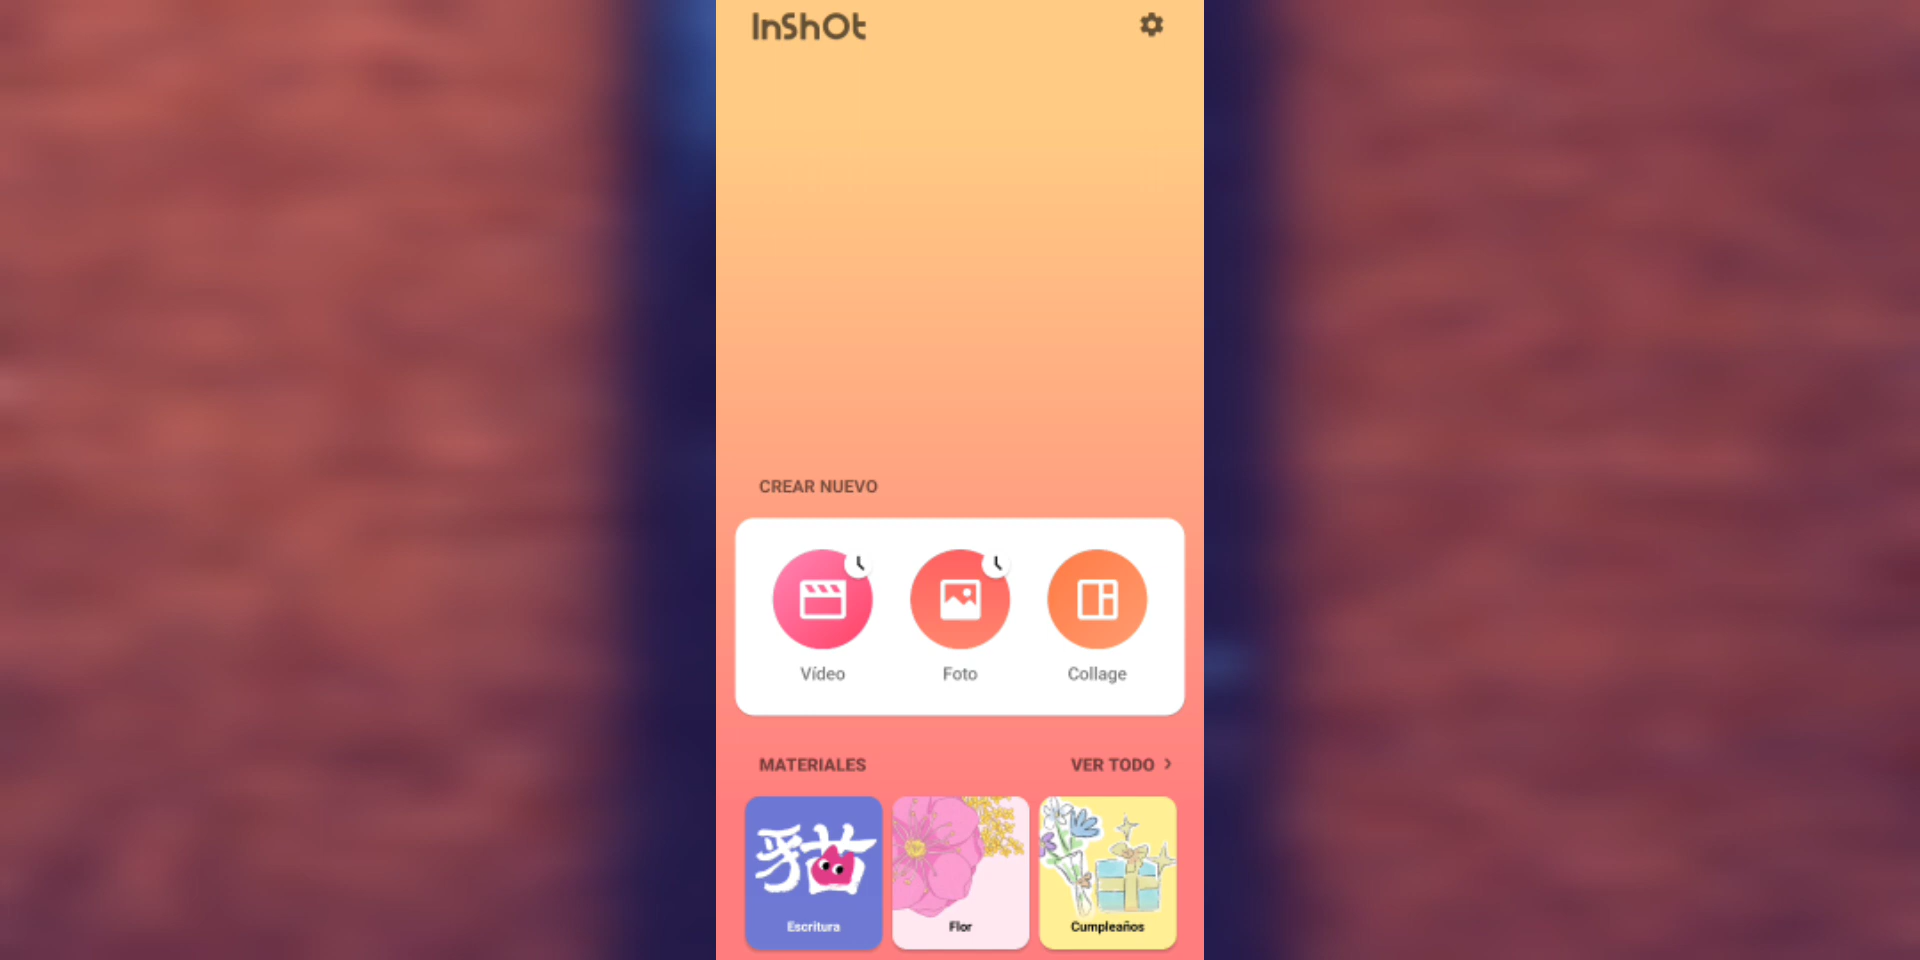 InShOt
CREAR NUEVO
Vídeo
Foto
Collage
MATERIALES
VER TODO >
貓
Escritura
Flor
Cumpleaños